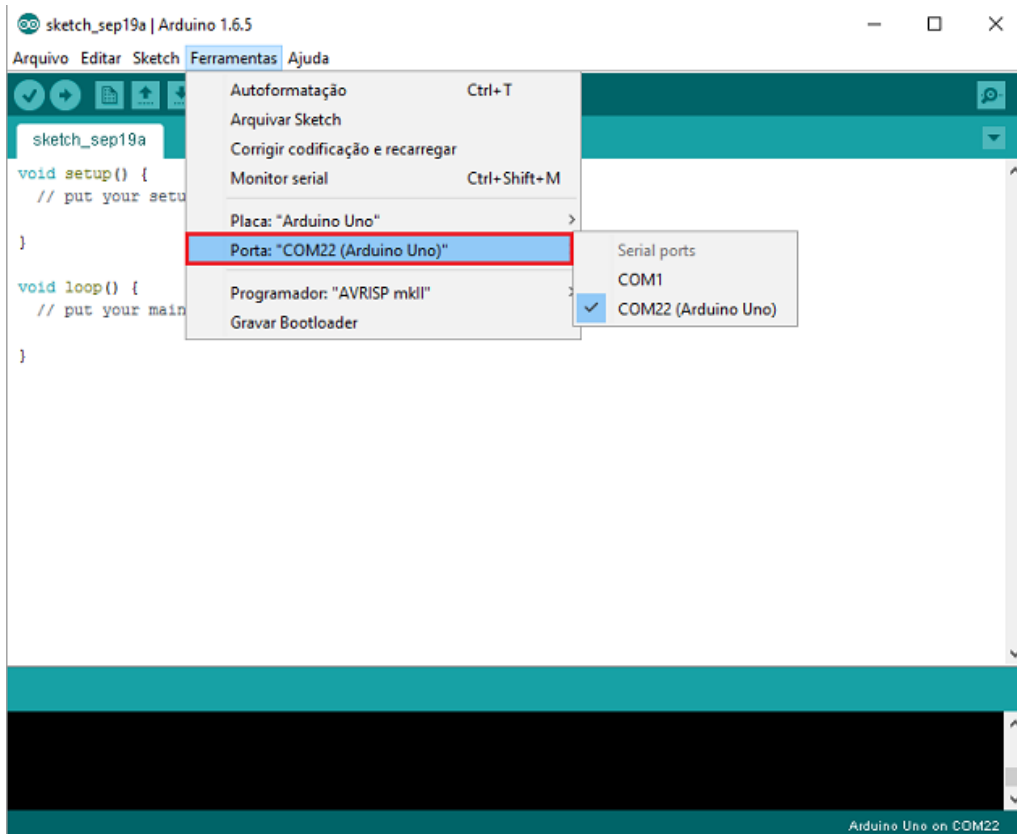 sketch_sep19a | Arduino 1.6.5
Arquivo Editar Sketch Ferramentas Ajuda
sketch_sep19a
void setup() {
// put your setu
}
void loop() {
// put your main
}
Autoformatação Ctrl+T
Arquivar Sketch
Corrigir codificação e recarregar
Monitor serial Ctrl+Shift+M
Placa: "Arduino Uno"
Porta: "COM22 (Arduino Uno)"
Programador: "AVRISP mkII"
Gravar Bootloader
Serial ports
COM1
COM22 (Arduino Uno)
Arduino Uno on COM22